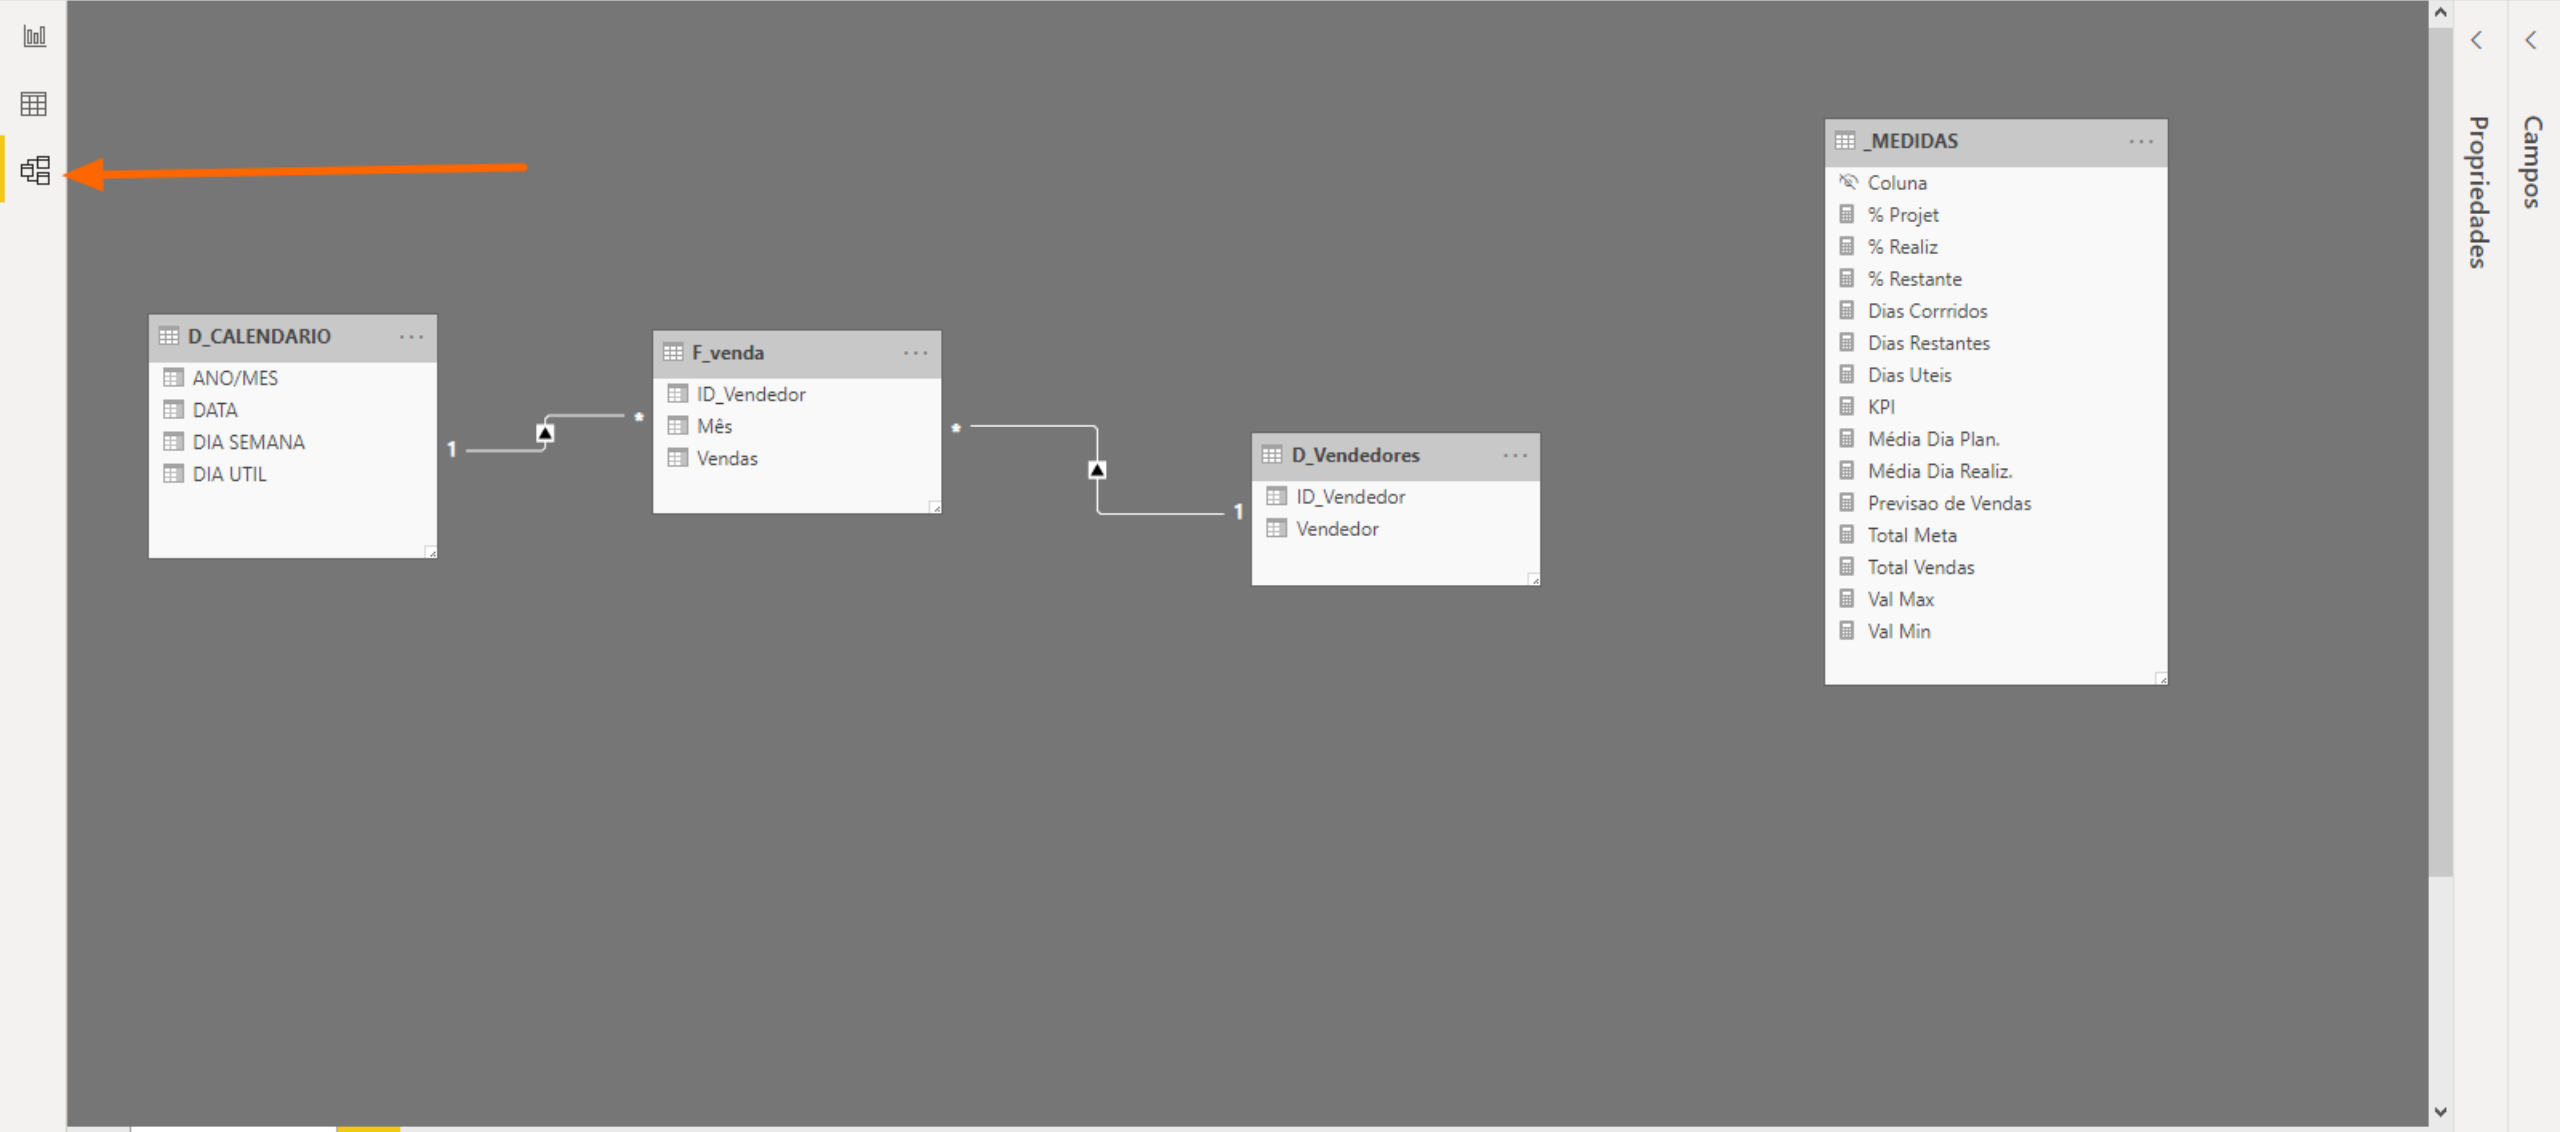 D_CALENDARIO
ANO/MES
DATA
DIA SEMANA
DIA UTIL
1
*
F_venda
ID_Vendedor
Mês
Vendas
*
1
D_Vendedores
ID_Vendedor
Vendedor
_MEDIDAS
Coluna
% Projet
% Realiz
% Restante
Dias Corrridos
Dias Restantes
Dias Uteis
KPI
Média Dia Plan.
Média Dia Realiz.
Previsao de Vendas
Total Meta
Total Vendas
Val Max
Val Min
Propriedades
Campos